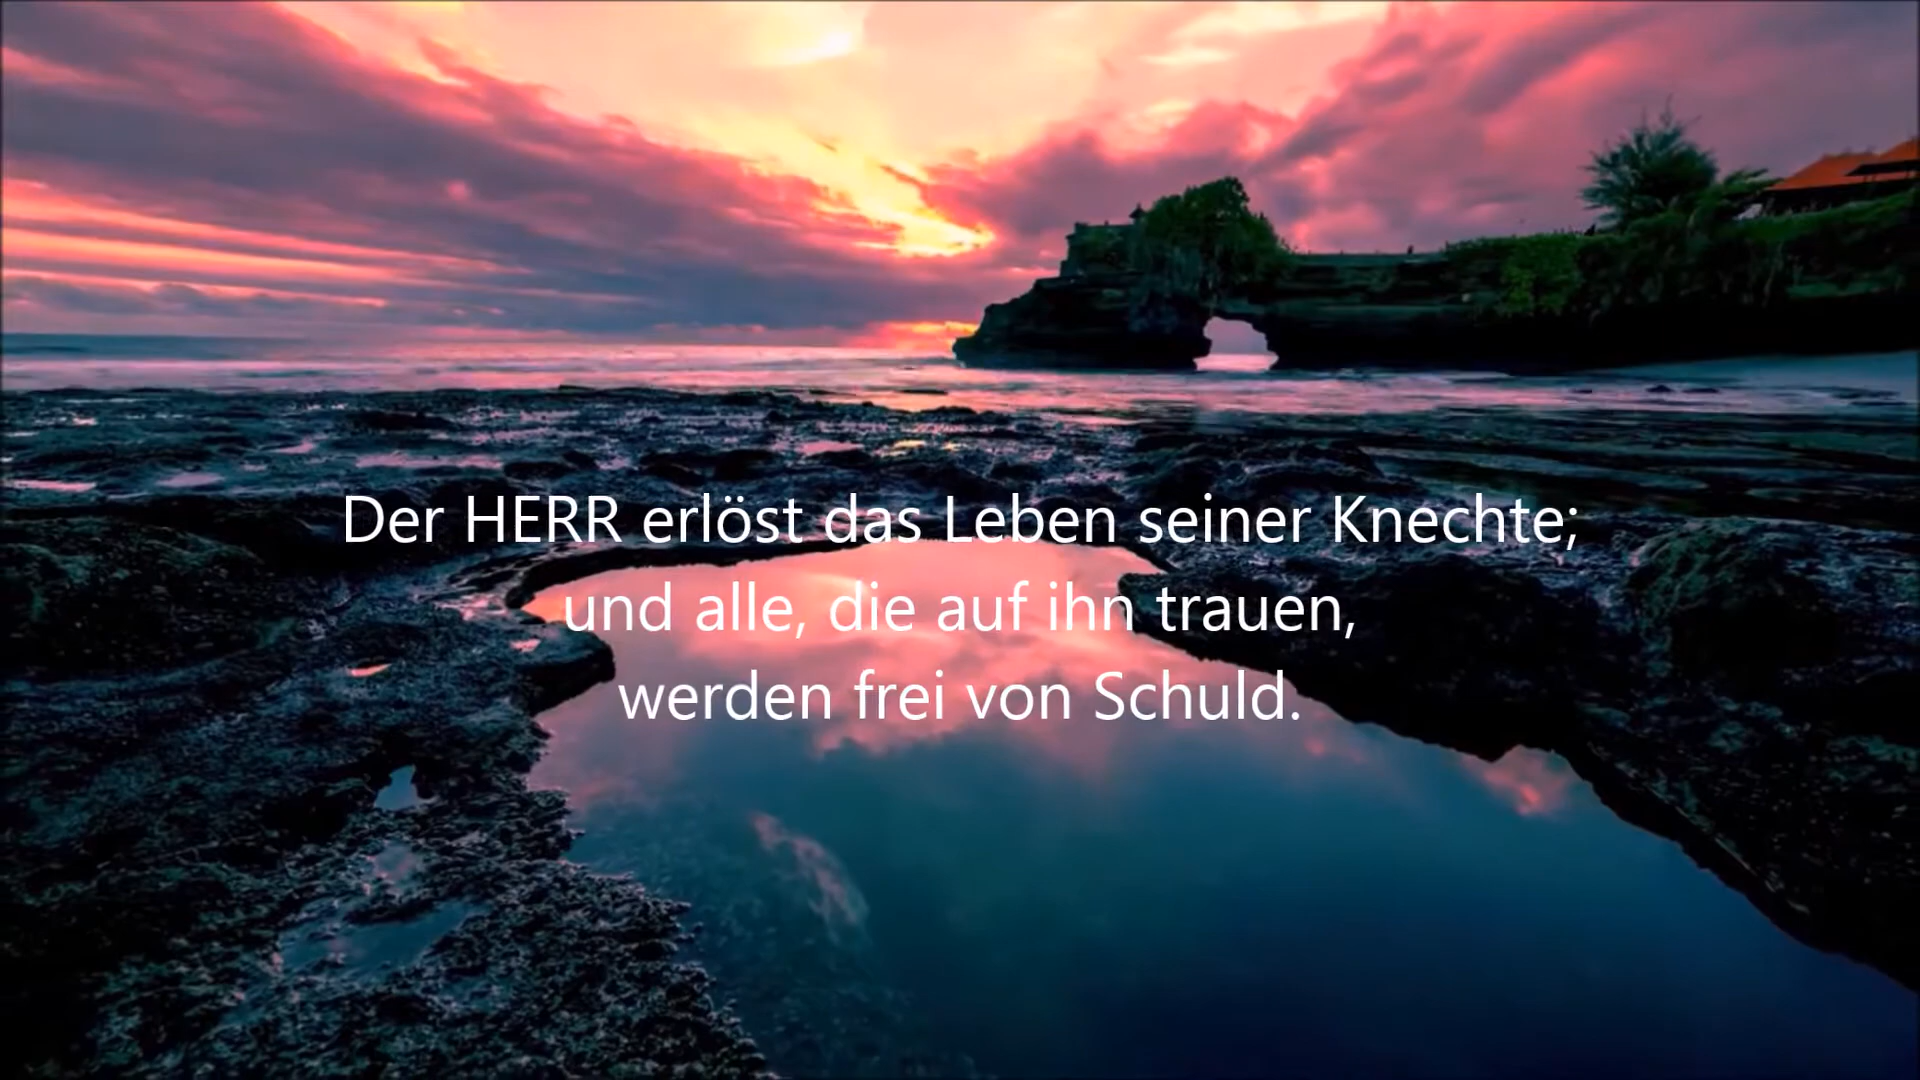 Der HERR erlöst das Leben seiner Knechte;
und alle, die auf ihn trauen,
werden frei von Schuld.